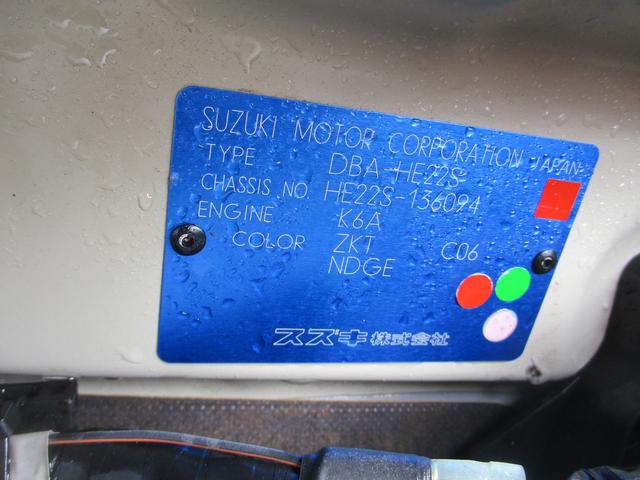 SUZUKI MOTOR CORPORATION JAPAN
TYPE DBA-HE22S
CHASSIS NO. HE22S-136094
ENGINE K6A
COLOR ZKT C06
NDGE
スズキ株式会社